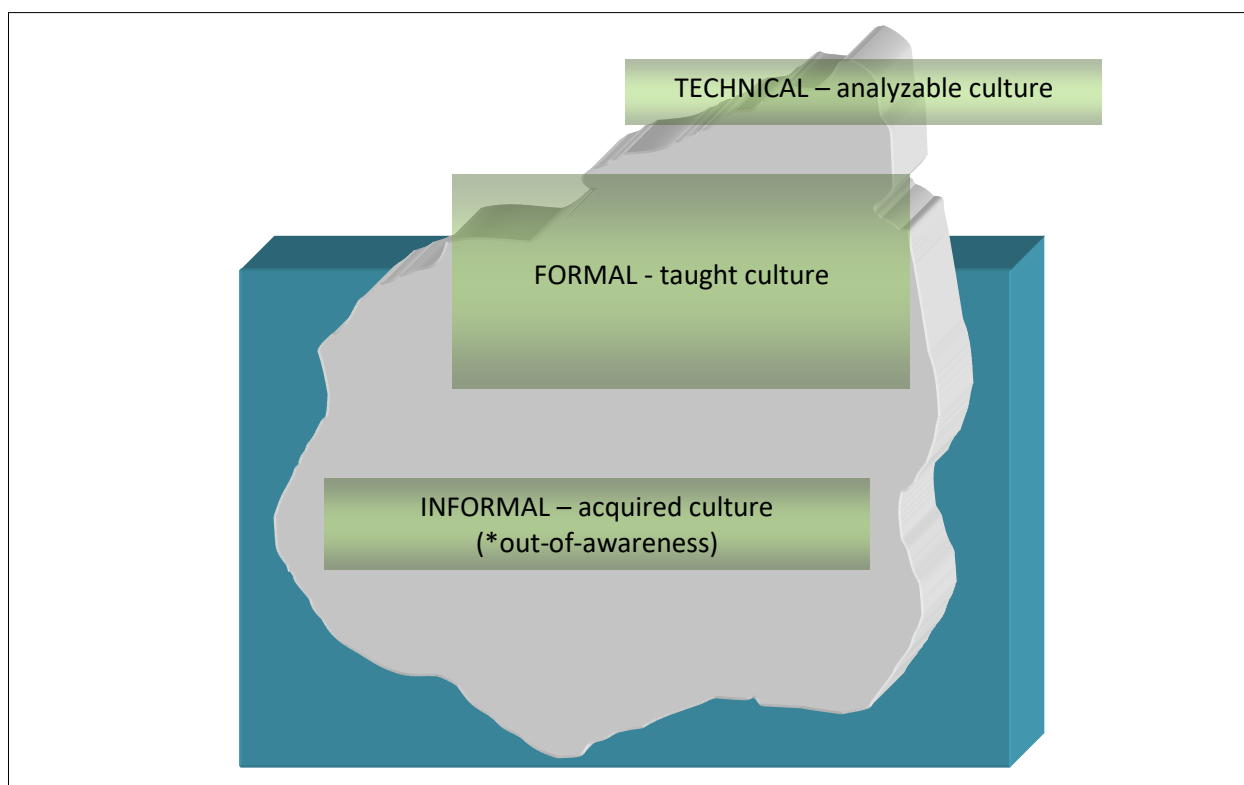 TECHNICAL – analyzable culture
FORMAL - taught culture
INFORMAL – acquired culture
(*out-of-awareness)